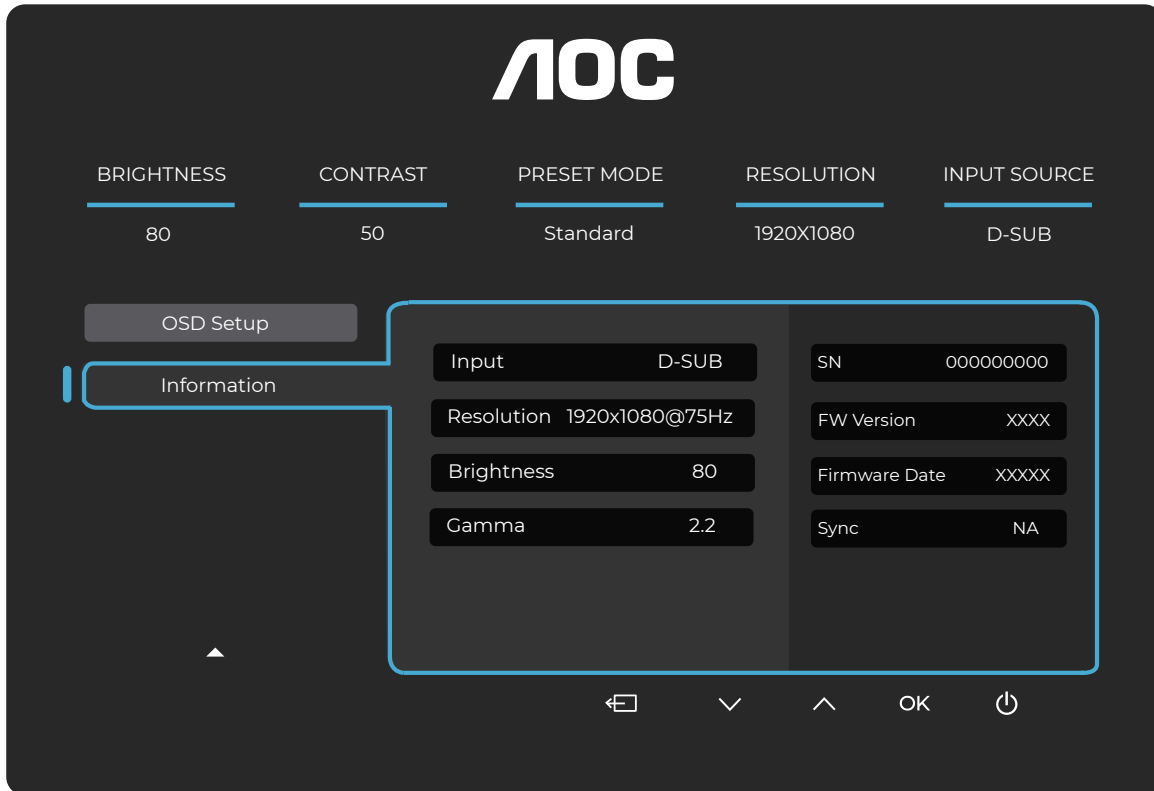 AOC
BRIGHTNESS CONTRAST PRESET MODE RESOLUTION INPUT SOURCE
80 50 Standard 1920X1080 D-SUB
OSD Setup
Information
Input D-SUB
Resolution 1920x1080@75Hz
Brightness 80
Gamma 2.2
SN 000000000
FW Version XXXX
Firmware Date XXXXX
Sync NA
OK